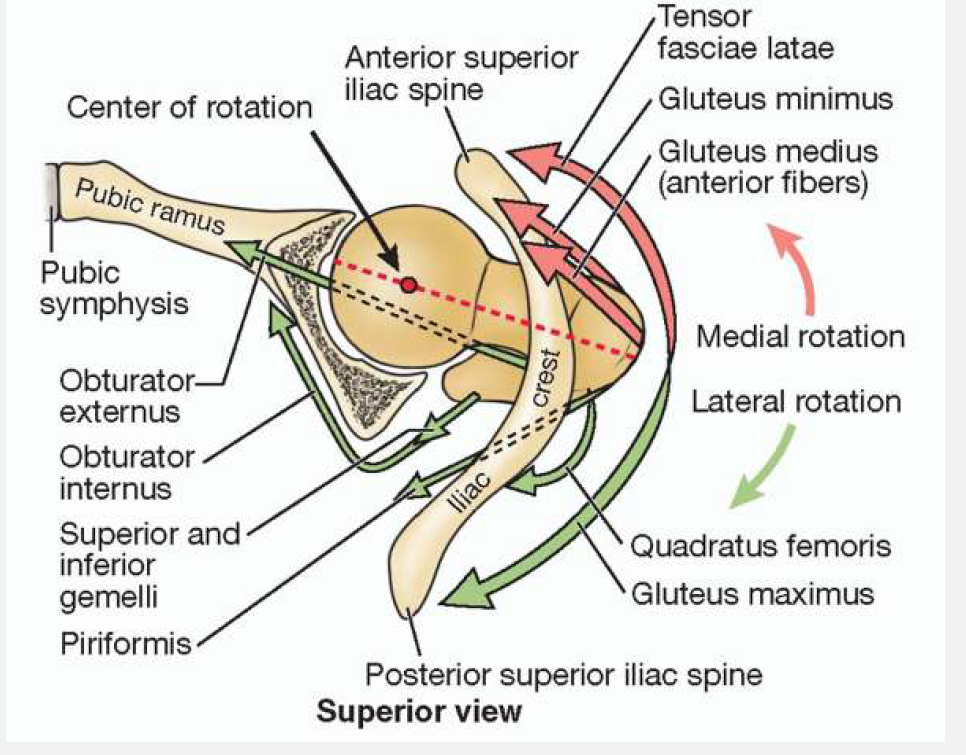 Tensor
fasciae latae
Anterior superior
iliac spine
Gluteus minimus
Center of rotation
Gluteus medius
(anterior fibers)
Pubic ramus
Pubic
symphysis
Medial rotation
Obturator
externus
crest
Lateral rotation
Obturator
internus
Iliac
Superior and
inferior
gemelli
Quadratus femoris
Gluteus maximus
Piriformis
Posterior superior iliac spine
Superior view